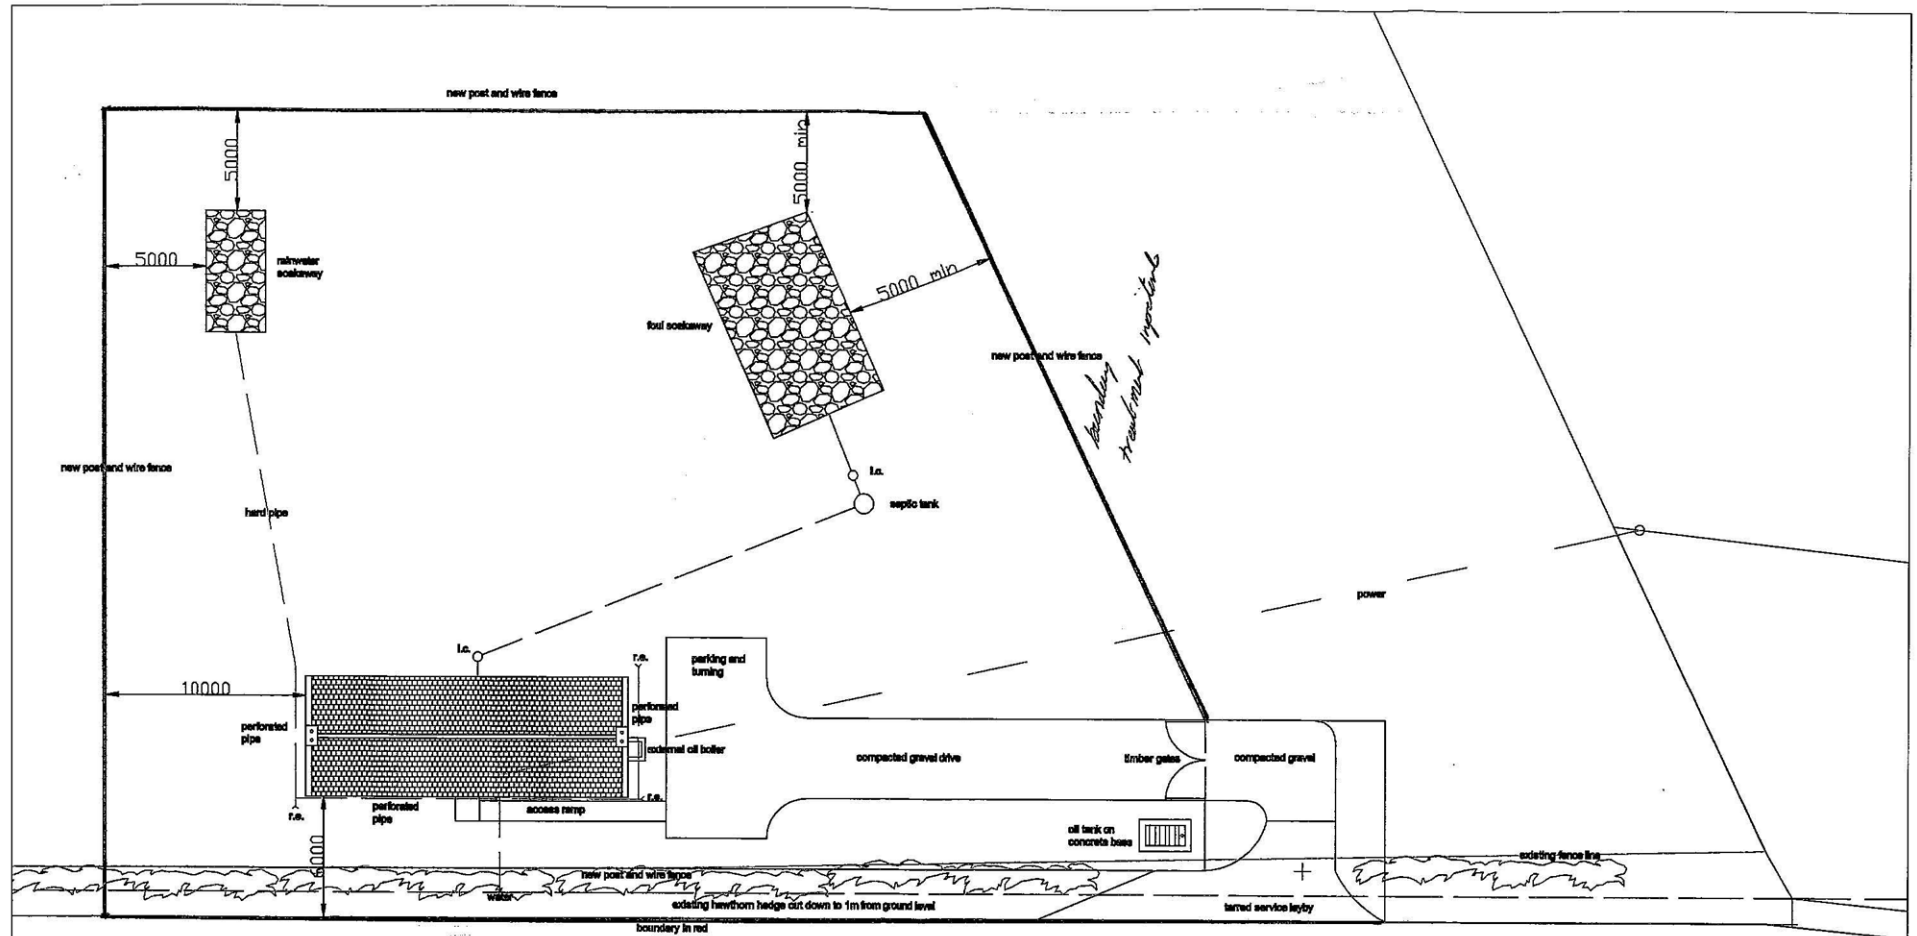 new post and wire fence
5000
5000 min
5000
rainwater
soakaway
5000 min
foul soakaway
new post and wire fence
boundary
treatment
new post and wire fence
i.c.
septic tank
hard pipe
power
i.c.
r.e.
parking and
turning
10000
perforated
pipe
perforated
pipe
external oil boiler
compacted gravel drive
timber gates
compacted gravel
r.e.
perforated
pipe
access ramp
r.e.
oil tank on
concrete base
6000
existing fence line
new post and wire fence
water
existing hawthorn hedge cut down to 1m from ground level
tarred service layby
boundary in red